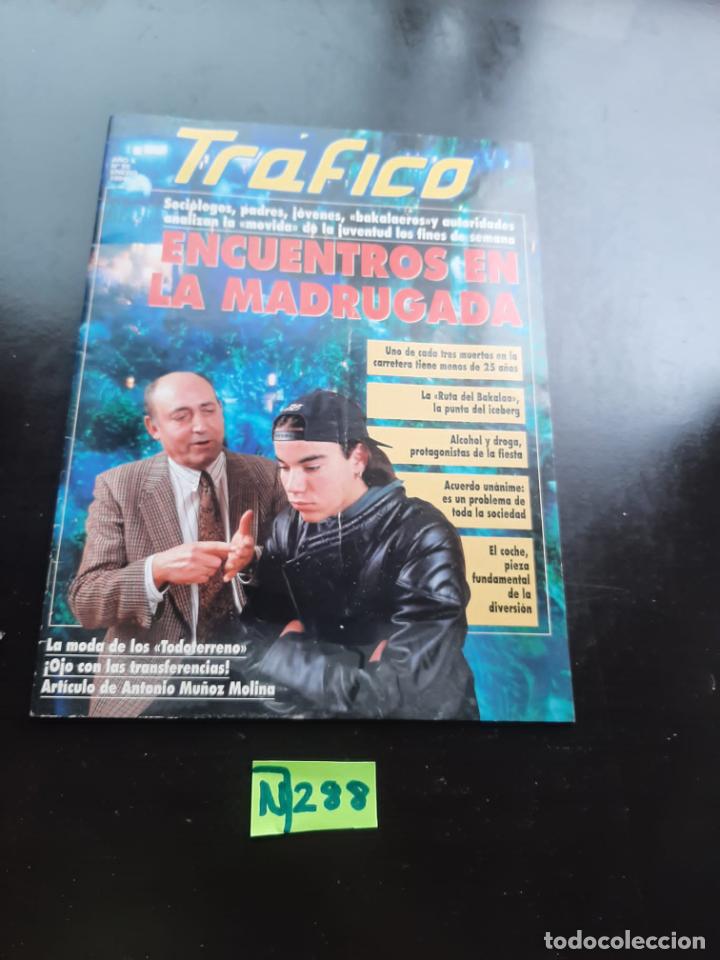 Tráfico
AÑO X
ENERO
Sociólogos, padres, jóvenes, «bakalaeros» y autoridades
analizan la «movida» de la juventud los fines de semana
ENCUENTROS EN
LA MADRUGADA
Uno de cada tres muertos en la
carretera tiene menos de 25 años
La «Ruta del Bakalao»,
la punta del iceberg
Alcohol y droga,
protagonistas de la fiesta
Acuerdo unánime:
es un problema de
toda la sociedad
El coche,
pieza
fundamental
de la
diversión
La moda de los «Todoterreno»
¡Ojo con las transferencias!
Artículo de Antonio Muñoz Molina
N288
todocoleccion